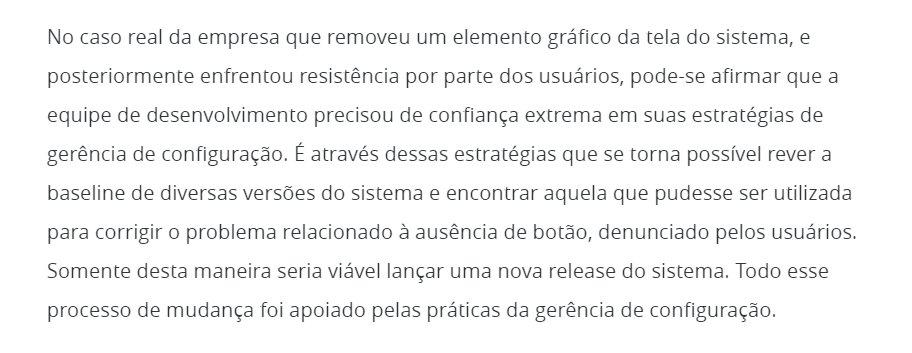 No caso real da empresa que removeu um elemento gráfico da tela do sistema, e
posteriormente enfrentou resistência por parte dos usuários, pode-se afirmar que a
equipe de desenvolvimento precisou de confiança extrema em suas estratégias de
gerência de configuração. É através dessas estratégias que se torna possível rever a
baseline de diversas versões do sistema e encontrar aquela que pudesse ser utilizada
para corrigir o problema relacionado à ausência de botão, denunciado pelos usuários.
Somente desta maneira seria viável lançar uma nova release do sistema. Todo esse
processo de mudança foi apoiado pelas práticas da gerência de configuração.